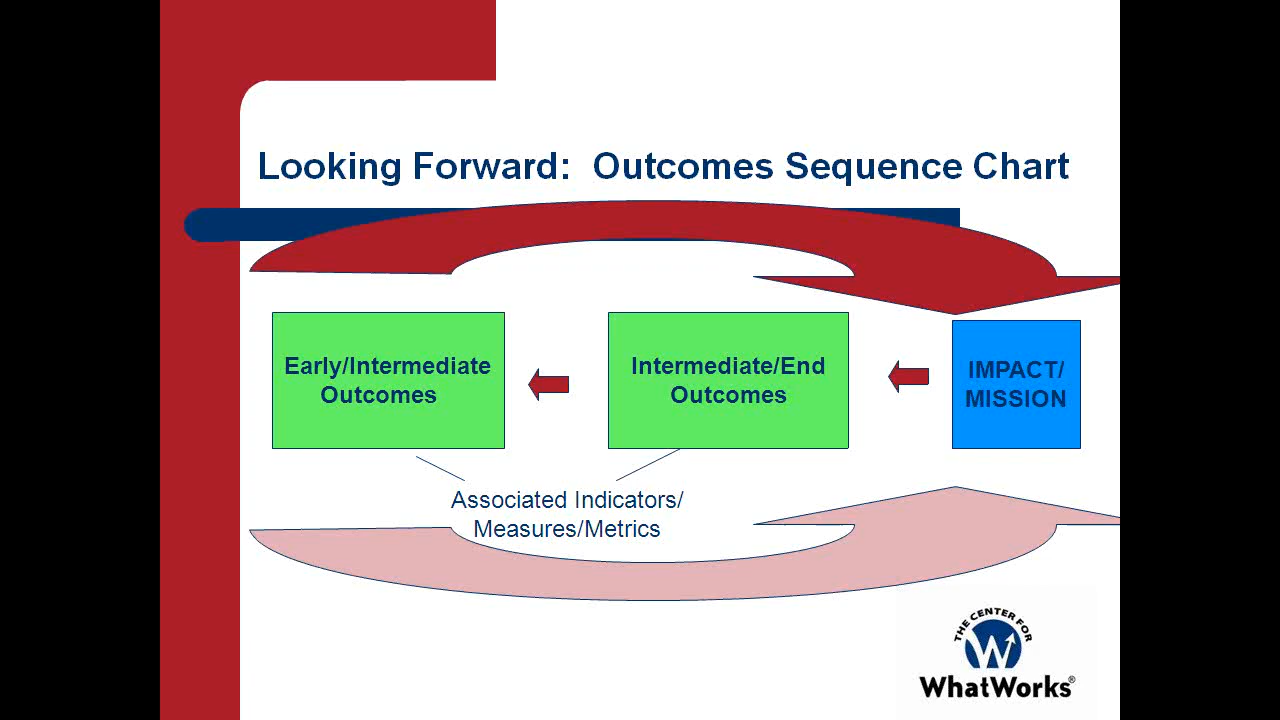 Looking Forward:  Outcomes Sequence Chart
Early/Intermediate
Outcomes
Intermediate/End
Outcomes
IMPACT/
MISSION
Associated Indicators/
Measures/Metrics
THE CENTER FOR
W
WhatWorks®